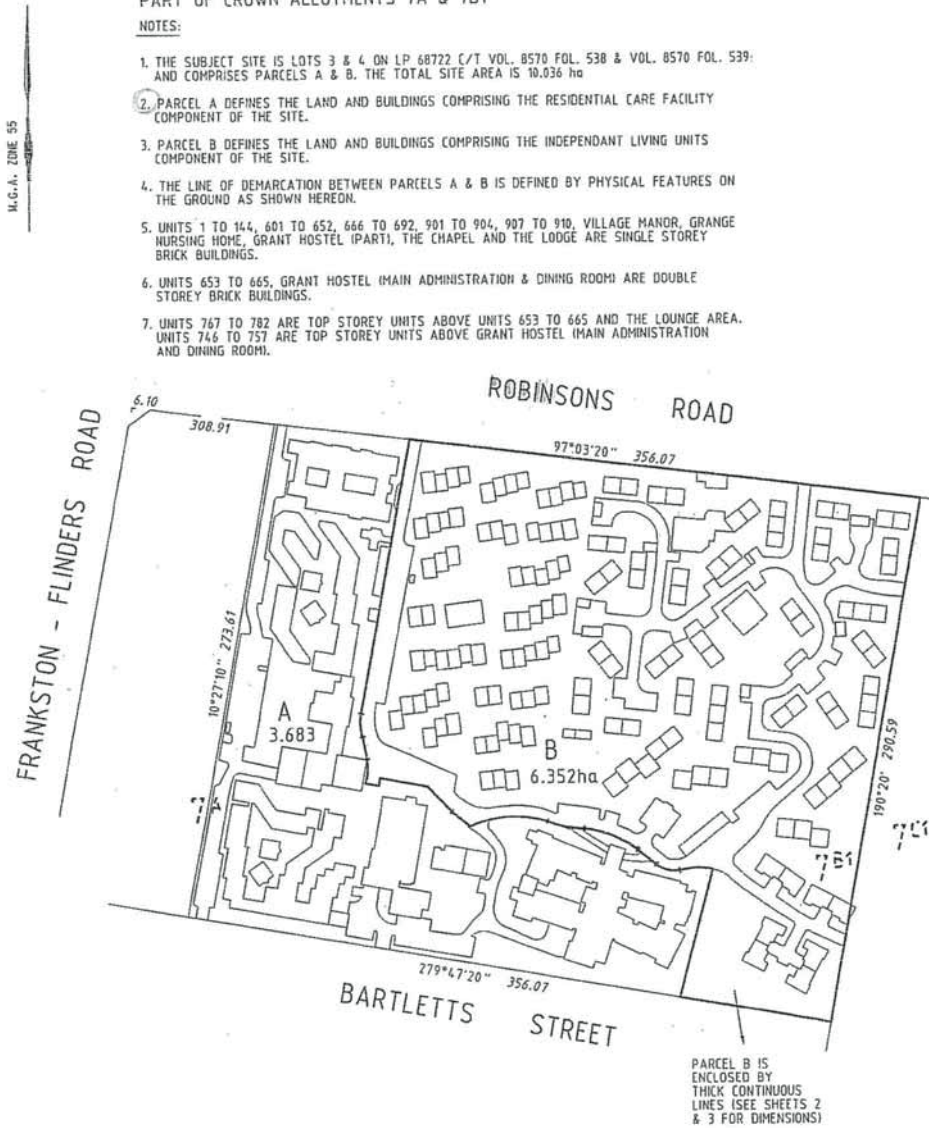 PART OF CROWN ALLOTMENTS 7A & 7B1
NOTES:
1. THE SUBJECT SITE IS LOTS 3 & 4 ON LP 68722 C/T VOL. 8570 FOL. 538 & VOL. 8570 FOL. 539:
AND COMPRISES PARCELS A & B. THE TOTAL SITE AREA IS 10.036 ha
2. PARCEL A DEFINES THE LAND AND BUILDINGS COMPRISING THE RESIDENTIAL CARE FACILITY
COMPONENT OF THE SITE.
3. PARCEL B DEFINES THE LAND AND BUILDINGS COMPRISING THE INDEPENDANT LIVING UNITS
COMPONENT OF THE SITE.
4. THE LINE OF DEMARCATION BETWEEN PARCELS A & B IS DEFINED BY PHYSICAL FEATURES ON
THE GROUND AS SHOWN HEREON.
5. UNITS 1 TO 144, 601 TO 652, 666 TO 692, 901 TO 904, 907 TO 910, VILLAGE MANOR, GRANGE
NURSING HOME, GRANT HOSTEL (PART), THE CHAPEL AND THE LODGE ARE SINGLE STOREY
BRICK BUILDINGS.
6. UNITS 653 TO 665, GRANT HOSTEL (MAIN ADMINISTRATION & DINING ROOM) ARE DOUBLE
STOREY BRICK BUILDINGS.
7. UNITS 767 TO 782 ARE TOP STOREY UNITS ABOVE UNITS 653 TO 665 AND THE LOUNGE AREA.
UNITS 746 TO 757 ARE TOP STOREY UNITS ABOVE GRANT HOSTEL (MAIN ADMINISTRATION
AND DINING ROOM).
M.G.A. ZONE 55
ROBINSONS ROAD
6.10
308.91
97°03'20" 356.07
FRANKSTON - FLINDERS ROAD
10°27'10" 273.61
A
3.683
B
6.352ha
190°20' 290.59
279°47'20" 356.07
BARTLETTS STREET
PARCEL B IS
ENCLOSED BY
THICK CONTINUOUS
LINES (SEE SHEETS 2
& 3 FOR DIMENSIONS)